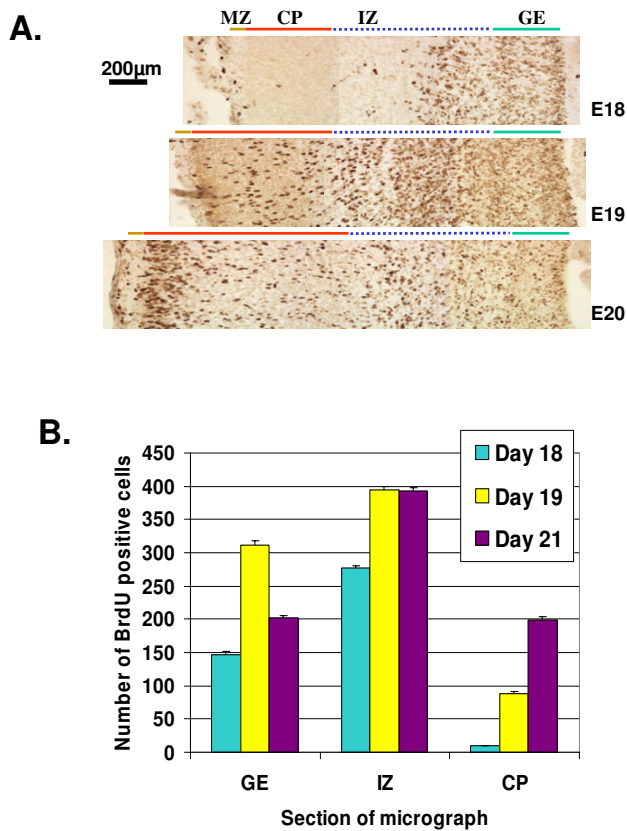 A.
MZ CP IZ GE
200µm
E18
E19
E20
B.
450
400
350
300
250
200
150
100
50
0
Number of BrdU positive cells
Day 18
Day 19
Day 21
GE IZ CP
Section of micrograph